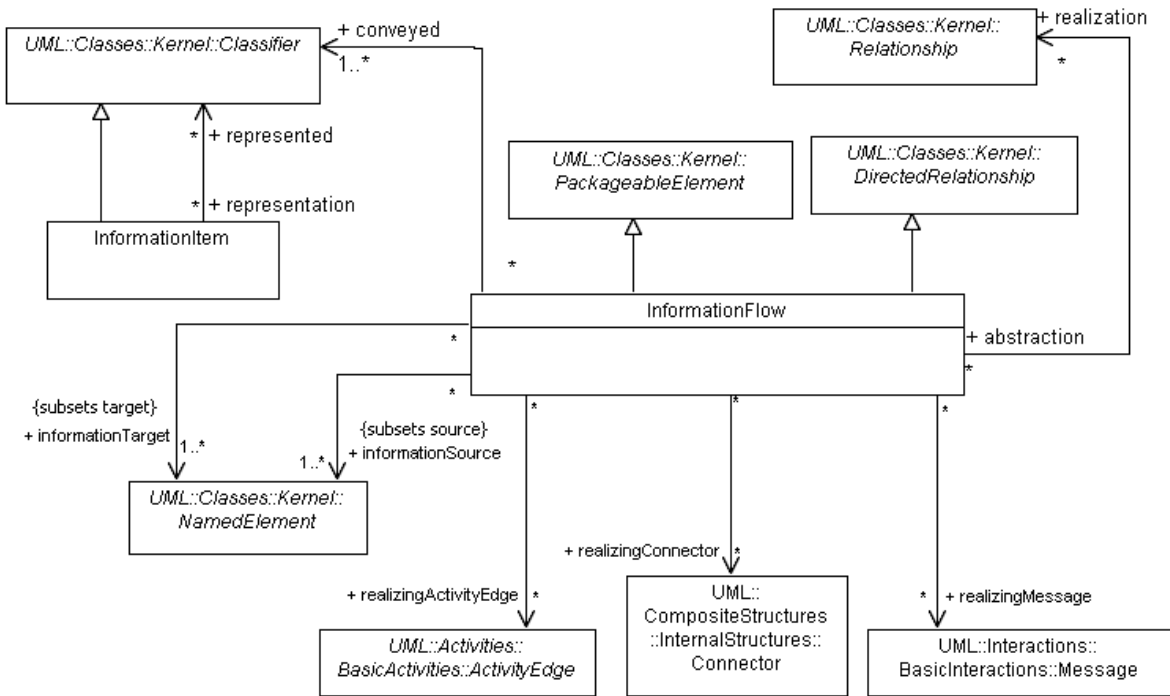 UML::Classes::Kernel::Classifier
+ conveyed
1..*
+ realization
UML::Classes::Kernel::
Relationship
*
* + represented
UML::Classes::Kernel::
PackageableElement
UML::Classes::Kernel::
DirectedRelationship
* + representation
InformationItem
*
InformationFlow
*
+ abstraction
*
*
{subsets target}
+ informationTarget
1..*
{subsets source}
+ informationSource
1..*
*
*
*
UML::Classes::Kernel::
NamedElement
+ realizingConnector *
+ realizingActivityEdge *
* + realizingMessage
UML::
CompositeStructures
::InternalStructures::
Connector
UML::Activities::
BasicActivities::ActivityEdge
UML::Interactions::
BasicInteractions::Message